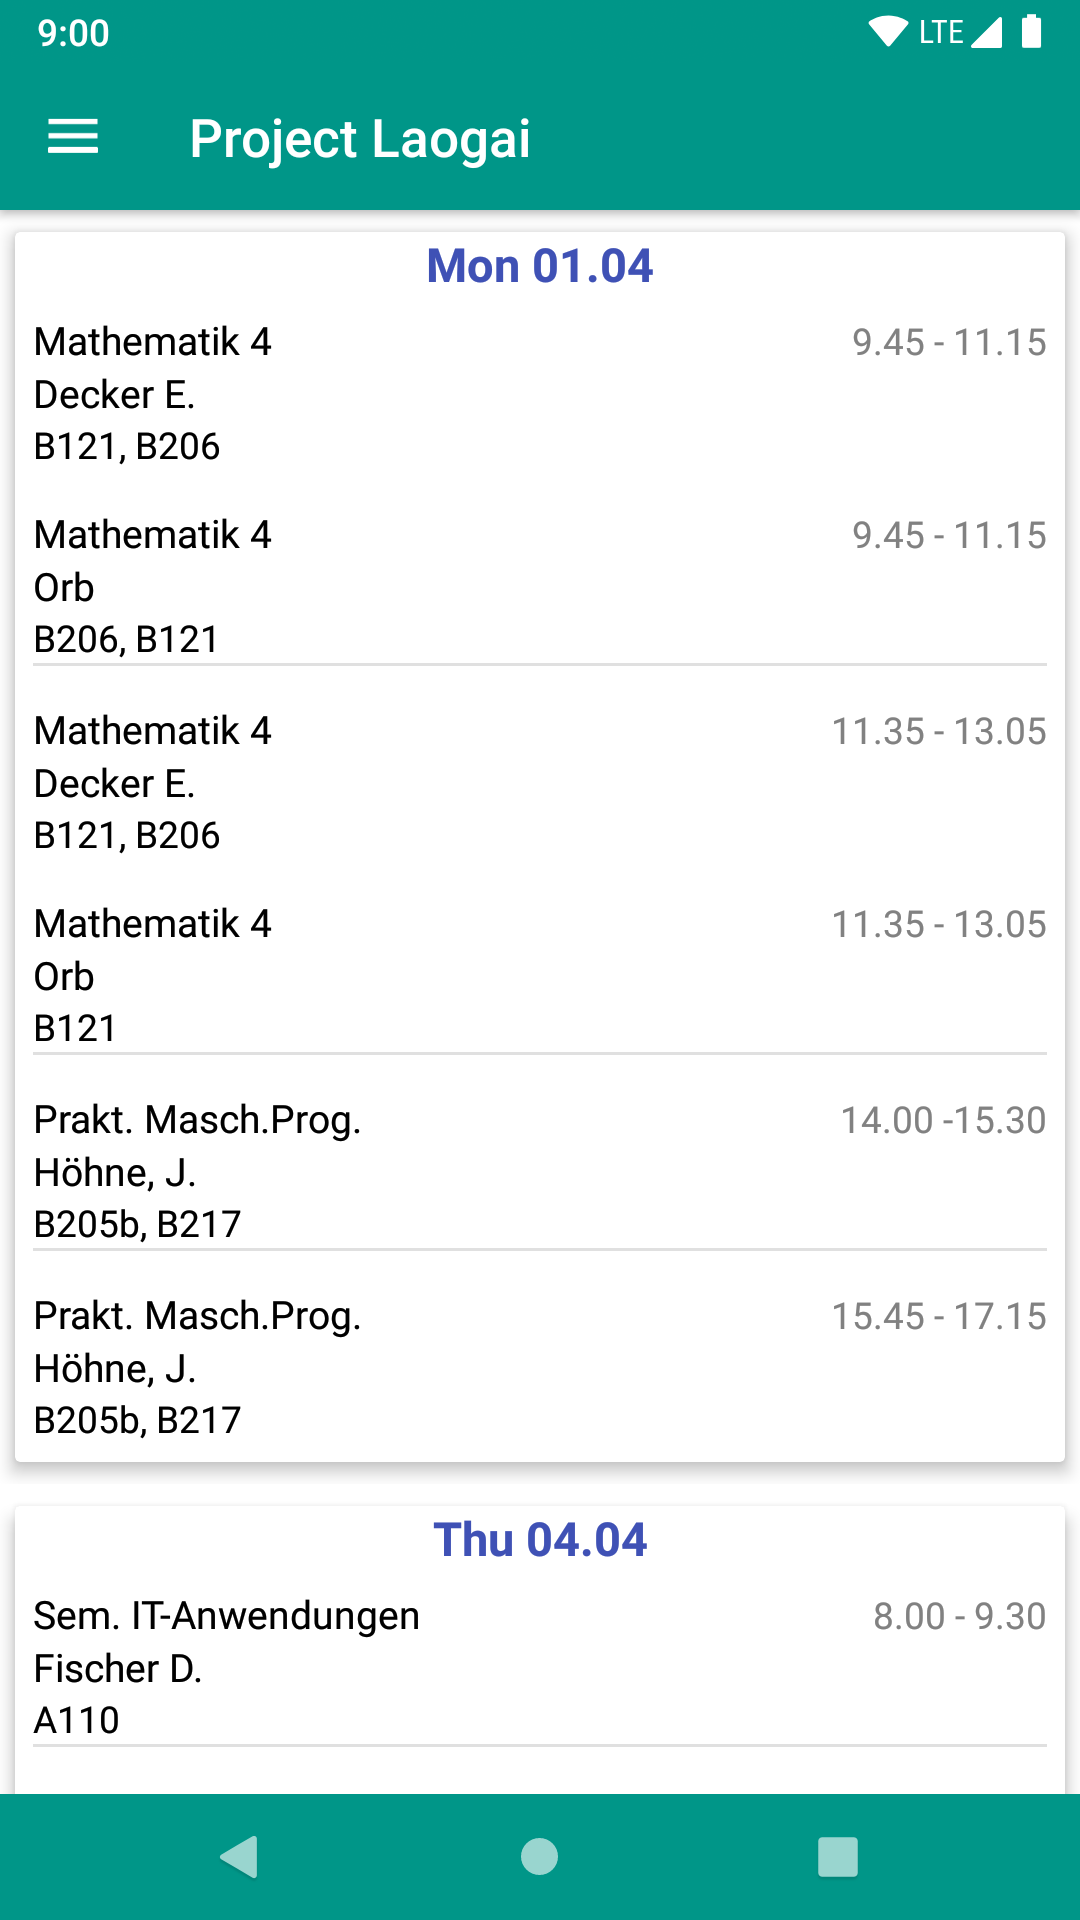 9:00 LTE
Project Laogai
Mon 01.04
Mathematik 4 9.45 - 11.15
Decker E.
B121, B206
Mathematik 4 9.45 - 11.15
Orb
B206, B121
Mathematik 4 11.35 - 13.05
Decker E.
B121, B206
Mathematik 4 11.35 - 13.05
Orb
B121
Prakt. Masch.Prog. 14.00 -15.30
Höhne, J.
B205b, B217
Prakt. Masch.Prog. 15.45 - 17.15
Höhne, J.
B205b, B217
Thu 04.04
Sem. IT-Anwendungen 8.00 - 9.30
Fischer D.
A110